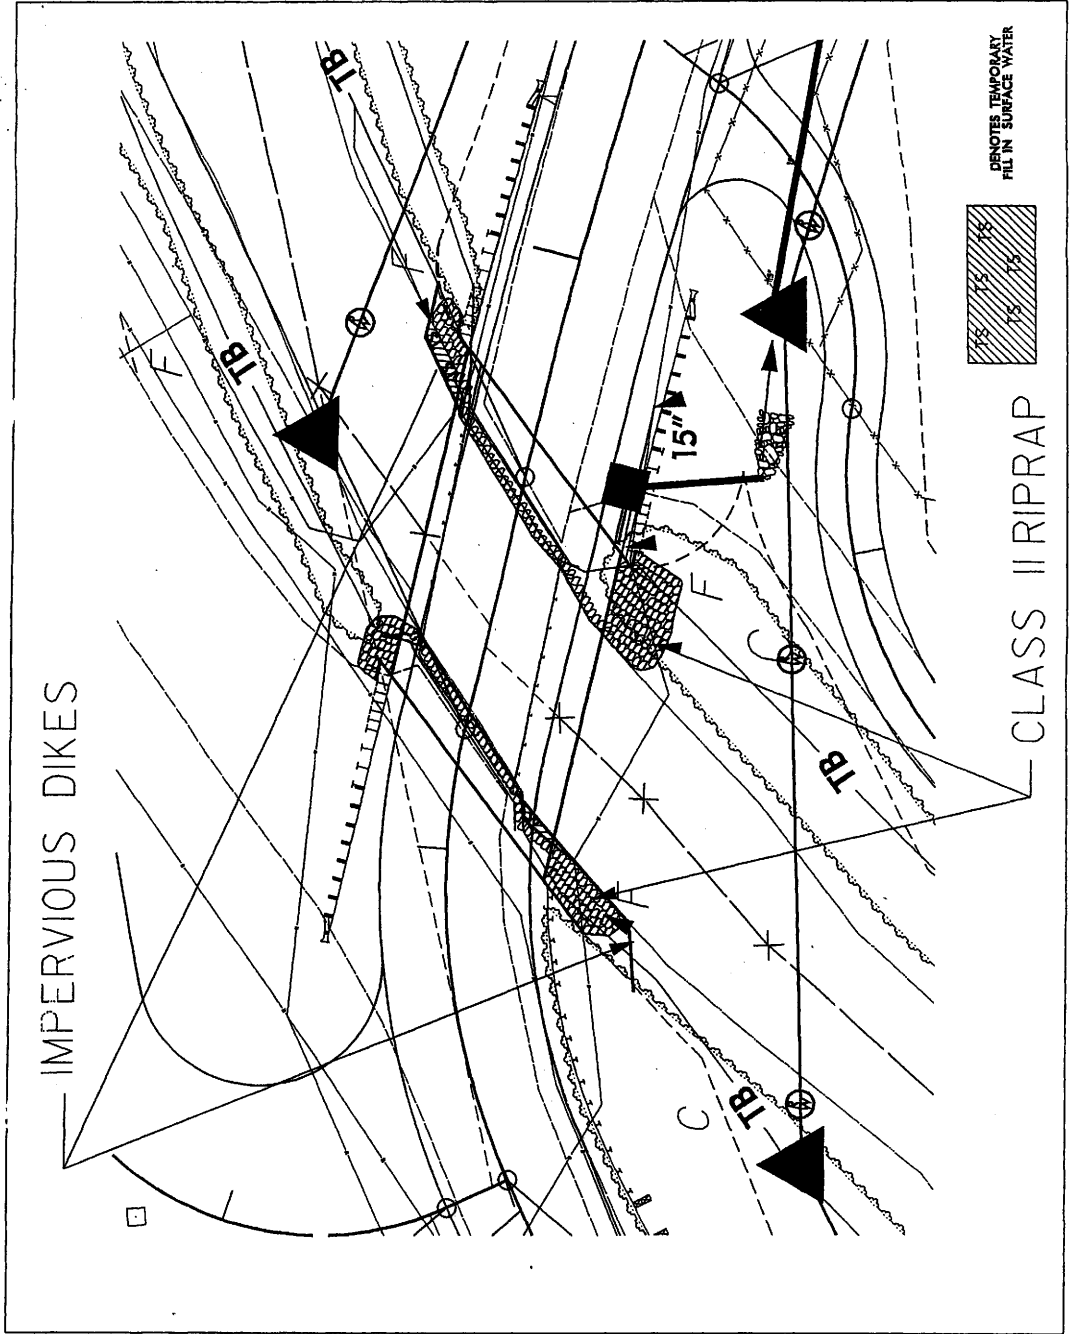 IMPERVIOUS DIKES
TB
TB
F
15"
F
C
TB
F
C
TB
CLASS II RIPRAP
TS TS TS
TS TS TS
DENOTES TEMPORARY
FILL IN SURFACE WATER